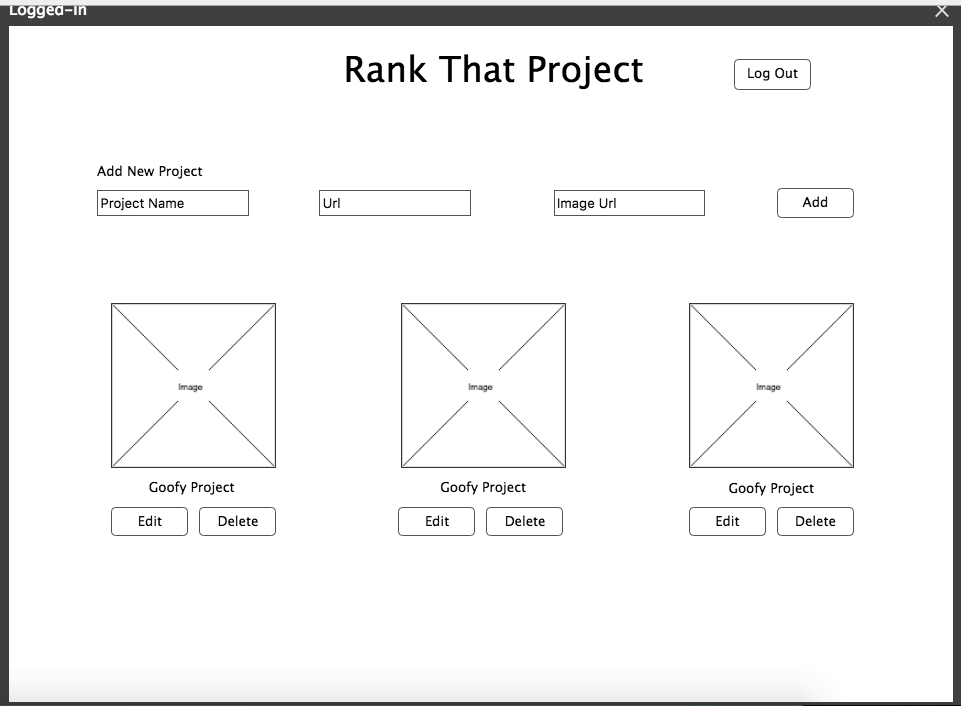 Logged-In
Rank That Project
Log Out
Add New Project
Project Name
Url
Image Url
Add
Image
Image
Image
Goofy Project
Goofy Project
Goofy Project
Edit
Delete
Edit
Delete
Edit
Delete